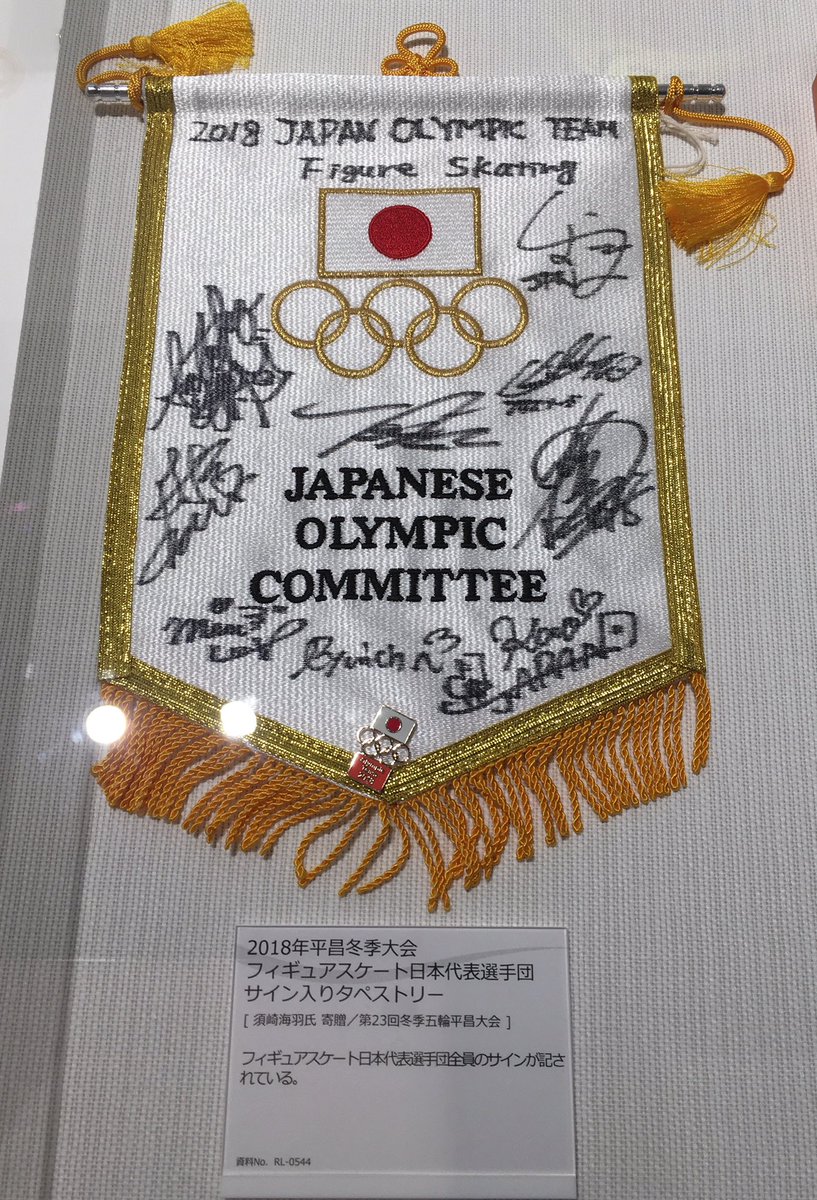 2018 JAPAN OLYMPIC TEAM
Figure Skating
JPN
JAPANESE
OLYMPIC
COMMITTEE
Ryuichi
JAPAN
2018年平昌冬季大会
フィギュアスケート日本代表選手団
サイン入りタペストリー
[ 須崎海羽氏 寄贈／第23回冬季五輪平昌大会 ]
フィギュアスケート日本代表選手団全員のサインが記さ
れている。
資料No. RL-0544